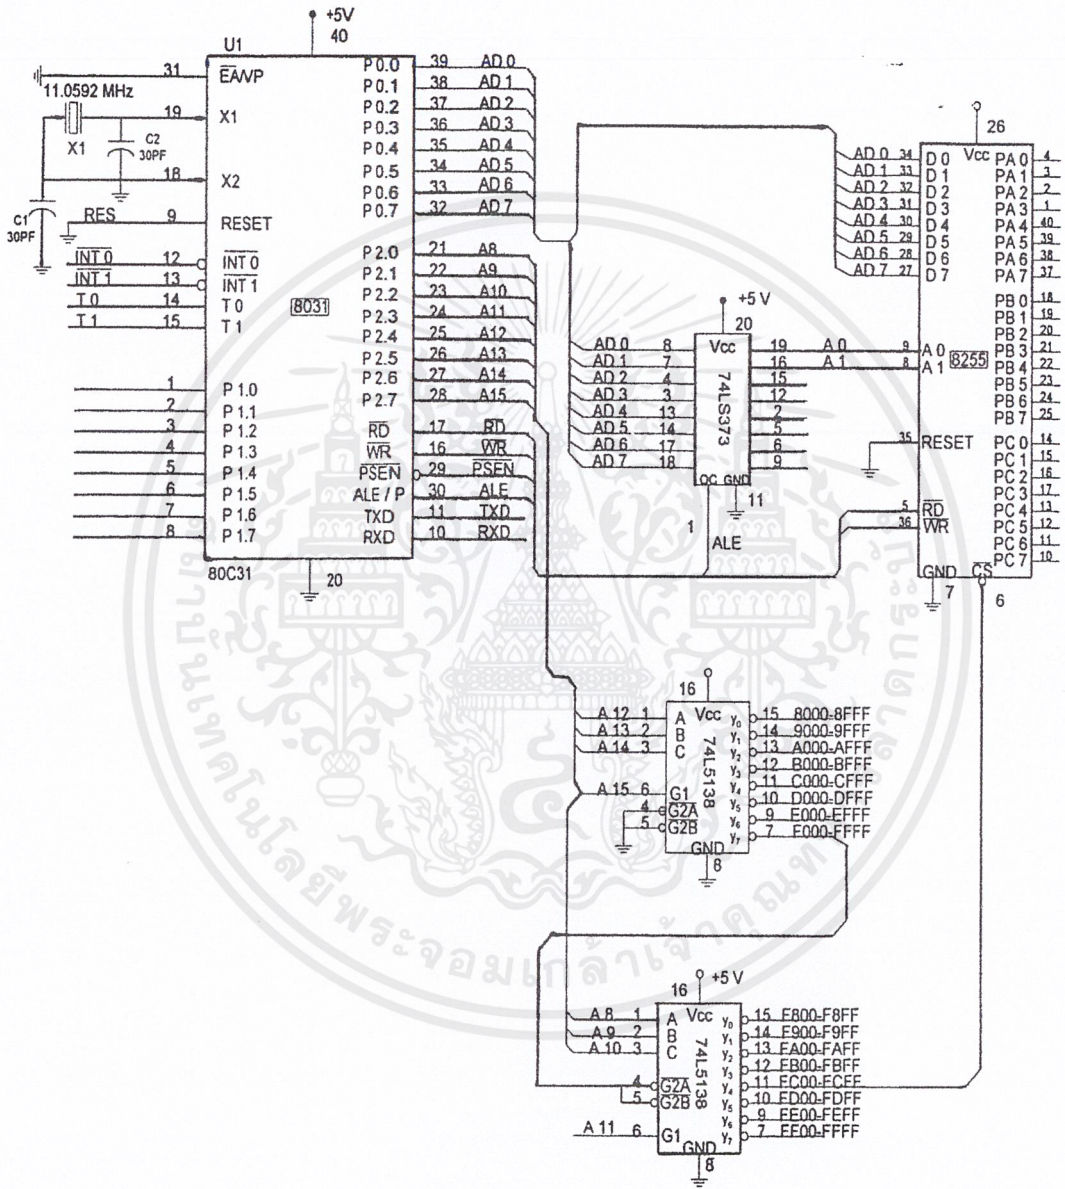 +5V
40
U1
31 EA/VP
11.0592 MHz
19 X1
X1
C2
30PF
18 X2
C1
30PF
RES 9 RESET
INT 0 12 INT 0
INT 1 13 INT 1
T 0 14 T 0
T 1 15 T 1
8031
1 P 1.0
2 P 1.1
3 P 1.2
4 P 1.3
5 P 1.4
6 P 1.5
7 P 1.6
8 P 1.7
P 0.0 39 AD 0
P 0.1 38 AD 1
P 0.2 37 AD 2
P 0.3 36 AD 3
P 0.4 35 AD 4
P 0.5 34 AD 5
P 0.6 33 AD 6
P 0.7 32 AD 7
P 2.0 21 A8
P 2.1 22 A9
P 2.2 23 A10
P 2.3 24 A11
P 2.4 25 A12
P 2.5 26 A13
P 2.6 27 A14
P 2.7 28 A15
RD 17 RD
WR 16 WR
PSEN 29 PSEN
ALE / P 30 ALE
TXD 11 TXD
RXD 10 RXD
80C31
20
+5 V
20
Vcc
AD 0 8
AD 1 7
AD 2 4
AD 3 3
AD 4 13
AD 5 14
AD 6 17
AD 7 18
74LS373
19 A 0
16 A 1
15
12
2
5
6
9
OC GND
11
1
ALE
26
Vcc
AD 0 34 D 0
AD 1 33 D 1
AD 2 32 D 2
AD 3 31 D 3
AD 4 30 D 4
AD 5 29 D 5
AD 6 28 D 6
AD 7 27 D 7
9 A 0
8 A 1
8255
35 RESET
5 RD
36 WR
GND
7
CS
6
PA 0 4
PA 1 3
PA 2 2
PA 3 1
PA 4 40
PA 5 39
PA 6 38
PA 7 37
PB 0 18
PB 1 19
PB 2 20
PB 3 21
PB 4 22
PB 5 23
PB 6 24
PB 7 25
PC 0 14
PC 1 15
PC 2 16
PC 3 17
PC 4 13
PC 5 12
PC 6 11
PC 7 10
16
Vcc
A 12 1 A
A 13 2 B
A 14 3 C
A 15 6 G1
4 G2A
5 G2B
74L5138
GND
8
y0 15 8000-8FFF
y1 14 9000-9FFF
y2 13 A000-AFFF
y3 12 B000-BFFF
y4 11 C000-CFFF
y5 10 D000-DFFF
y6 9 E000-EFFF
y7 7 F000-FFFF
+5 V
16
Vcc
A 8 1 A
A 9 2 B
A 10 3 C
4 G2A
5 G2B
A 11 6 G1
74L5138
GND
8
y0 15 F800-F8FF
y1 14 F900-F9FF
y2 13 FA00-FAFF
y3 12 FB00-FBFF
y4 11 FC00-FCFF
y5 10 FD00-FDFF
y6 9 FE00-FEFF
y7 7 FF00-FFFF